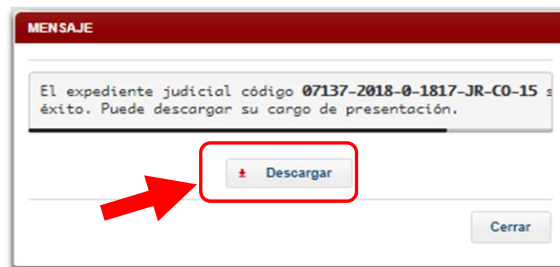 MENSAJE
El expediente judicial código 07137-2018-0-1817-JR-CO-15 s
éxito. Puede descargar su cargo de presentación.
Descargar
Cerrar